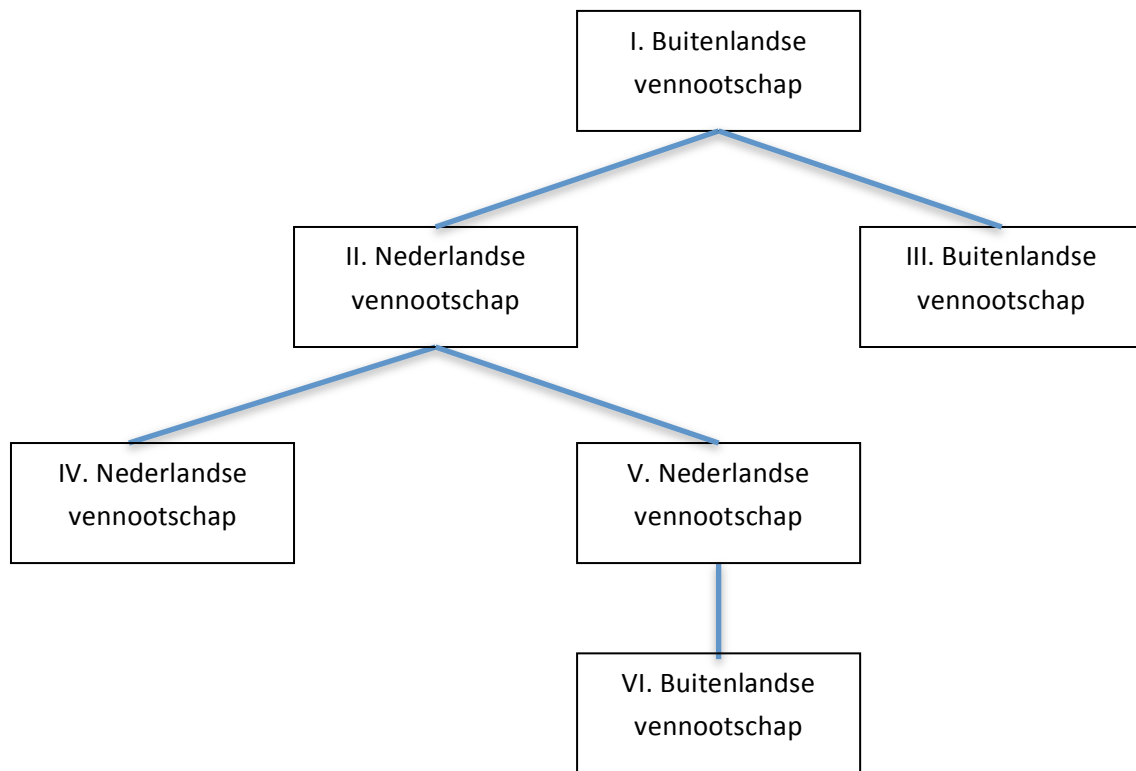 I. Buitenlandse
vennootschap
II. Nederlandse
vennootschap
III. Buitenlandse
vennootschap
IV. Nederlandse
vennootschap
V. Nederlandse
vennootschap
VI. Buitenlandse
vennootschap